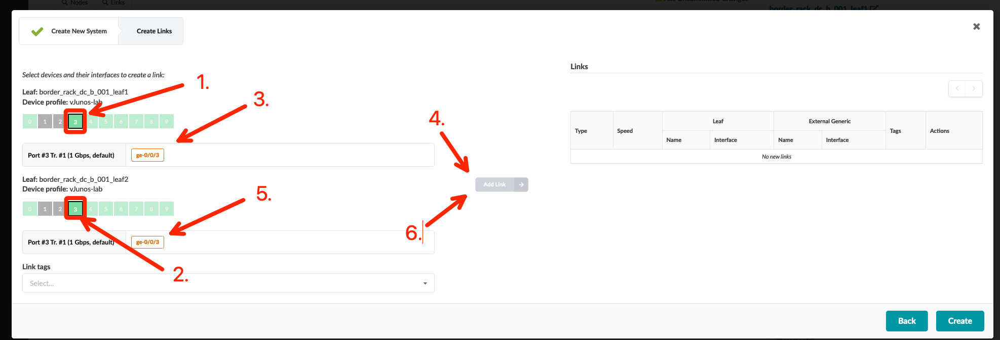 Nodes
Links
Has Uncommitted Changes
border_rack_dc_b_001_leaf1
Create New System
Create Links
Select devices and their interfaces to create a link:
1.
Leaf: border_rack_dc_b_001_leaf1
Device profile: vJunos-lab
3.
0 1 2 3 4 5 6 7 8 9
Port #3 Tr. #1 (1 Gbps, default)
ge-0/0/3
4.
Leaf: border_rack_dc_b_001_leaf2
Device profile: vJunos-lab
5.
0 1 2 3 4 5 6 7 8 9
Port #3 Tr. #1 (1 Gbps, default)
ge-0/0/3
6.
Link tags
2.
Select...
Add Link
Links
Type
Speed
Leaf
External Generic
Tags
Actions
Name
Interface
Name
Interface
No new links
Back
Create